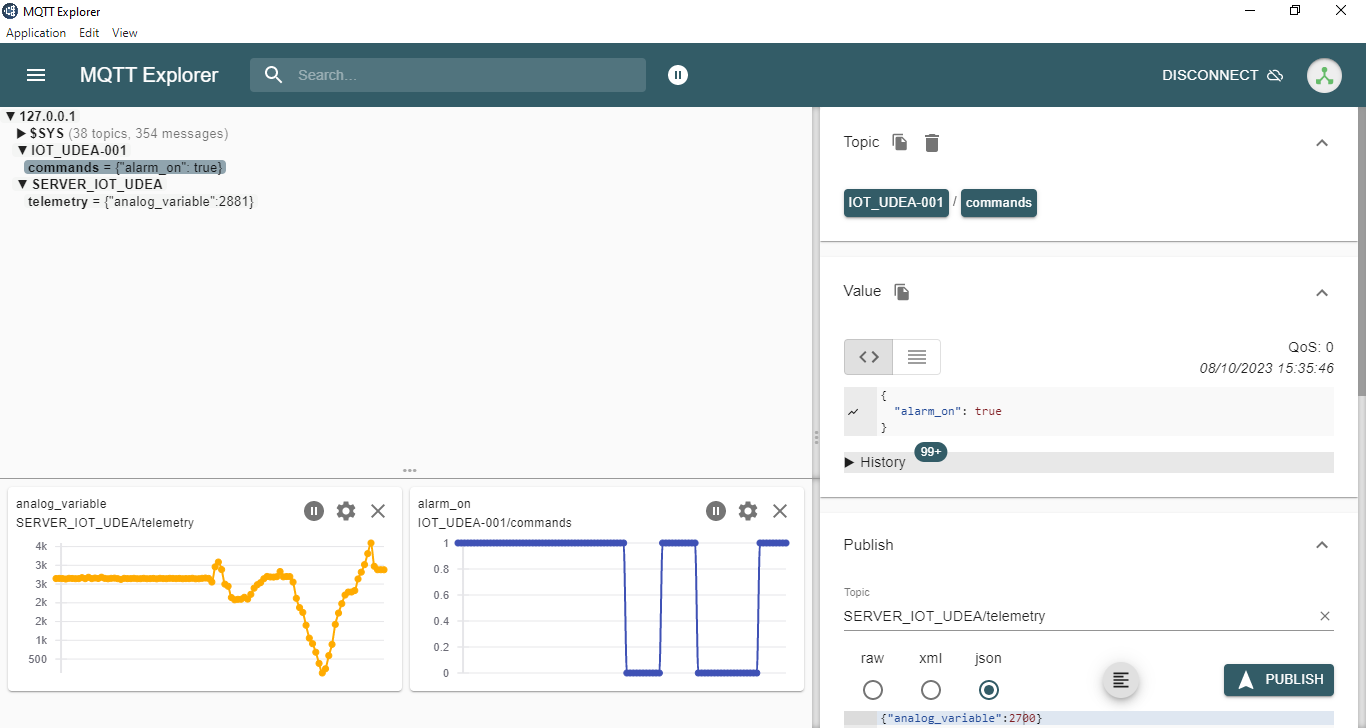 MQTT Explorer
Application Edit View
MQTT Explorer
Search...
DISCONNECT
▼ 127.0.0.1
▶ $SYS (38 topics, 354 messages)
▼ IOT_UDEA-001
commands = {"alarm_on": true}
▼ SERVER_IOT_UDEA
telemetry = {"analog_variable":2881}
analog_variable
SERVER_IOT_UDEA/telemetry
4k
3k
3k
2k
2k
1k
500
alarm_on
IOT_UDEA-001/commands
1
0.8
0.6
0.4
0.2
0
Topic
IOT_UDEA-001 / commands
Value
QoS: 0
08/10/2023 15:35:46
{
"alarm_on": true
}
▶ History 99+
Publish
Topic
SERVER_IOT_UDEA/telemetry
raw xml json
PUBLISH
{"analog_variable":2700}